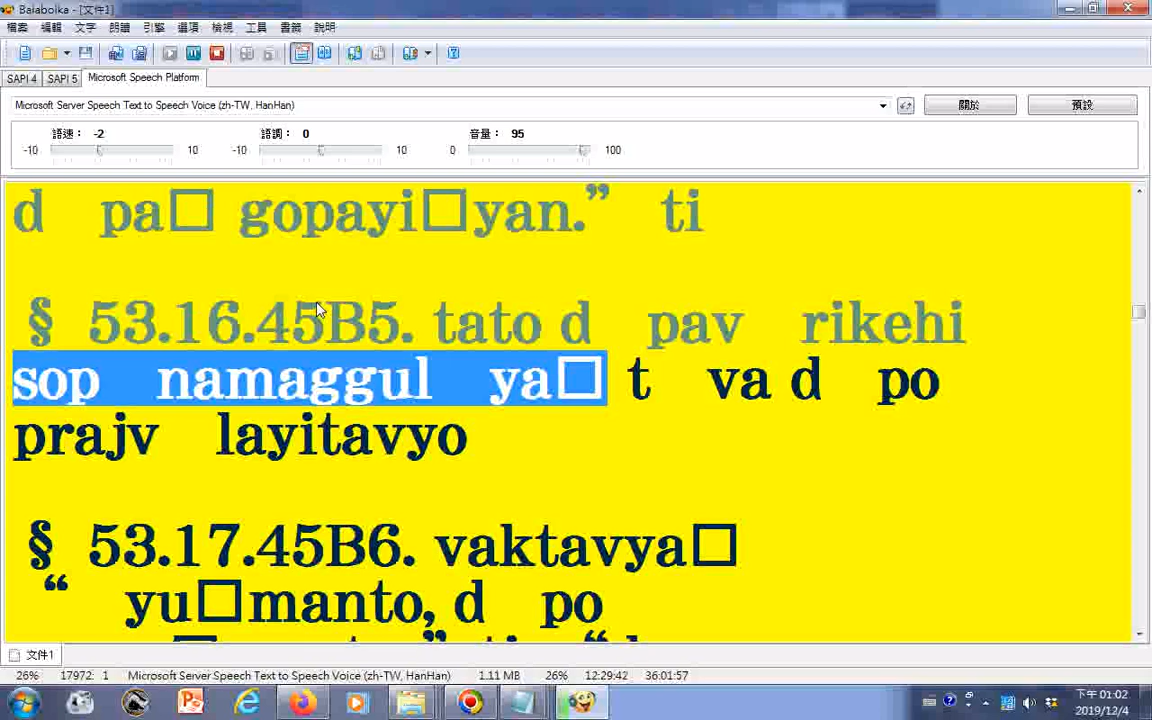 Balabolka - [文件1]
檔案 編輯 文字 朗讀 引擎 選項 檢視 工具 書籤 說明
SAPI 4 SAPI 5 Microsoft Speech Platform
Microsoft Server Speech Text to Speech Voice (zh-TW, HanHan) 關於 預設
語速： -2 語調： 0 音量： 95
-10 10 -10 10 0 100
d pa□ gopayi□yan.” ti
§ 53.16.45B5. tato d pav rikehi
sop namaggul ya□ t va d po
prajv layitavyo
§ 53.17.45B6. vaktavya□
“ yu□manto, d po
文件1
26% 17972: 1 Microsoft Server Speech Text to Speech Voice (zh-TW, HanHan) 1.11 MB 26% 12:29:42 36:01:57
下午 01:02
2019/12/4